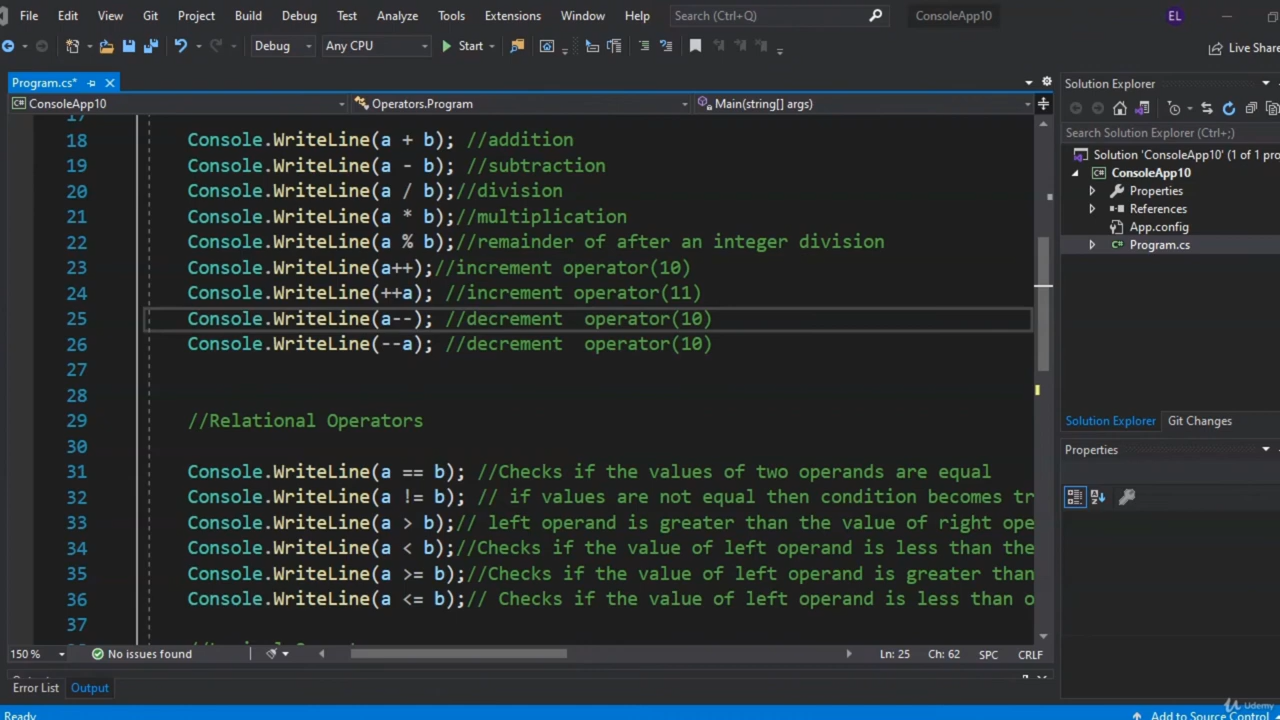 File Edit View Git Project Build Debug Test Analyze Tools Extensions Window Help Search (Ctrl+Q) ConsoleApp10 EL
Debug Any CPU Start Live Share
Program.cs*
ConsoleApp10 Operators.Program Main(string[] args)
17
18 Console.WriteLine(a + b); //addition
19 Console.WriteLine(a - b); //subtraction
20 Console.WriteLine(a / b);//division
21 Console.WriteLine(a * b);//multiplication
22 Console.WriteLine(a % b);//remainder of after an integer division
23 Console.WriteLine(a++);//increment operator(10)
24 Console.WriteLine(++a); //increment operator(11)
25 Console.WriteLine(a--); //decrement  operator(10)
26 Console.WriteLine(--a); //decrement  operator(10)
27
28
29 //Relational Operators
30
31 Console.WriteLine(a == b); //Checks if the values of two operands are equal
32 Console.WriteLine(a != b); // if values are not equal then condition becomes tr
33 Console.WriteLine(a > b);// left operand is greater than the value of right ope
34 Console.WriteLine(a < b);//Checks if the value of left operand is less than the
35 Console.WriteLine(a >= b);//Checks if the value of left operand is greater than
36 Console.WriteLine(a <= b);// Checks if the value of left operand is less than o
37
150 % No issues found Ln: 25 Ch: 62 SPC CRLF
Error List Output
Ready Add to Source Control
Solution Explorer
Search Solution Explorer (Ctrl+;)
Solution 'ConsoleApp10' (1 of 1 pro
ConsoleApp10
Properties
References
App.config
Program.cs
Solution Explorer Git Changes
Properties
Udemy